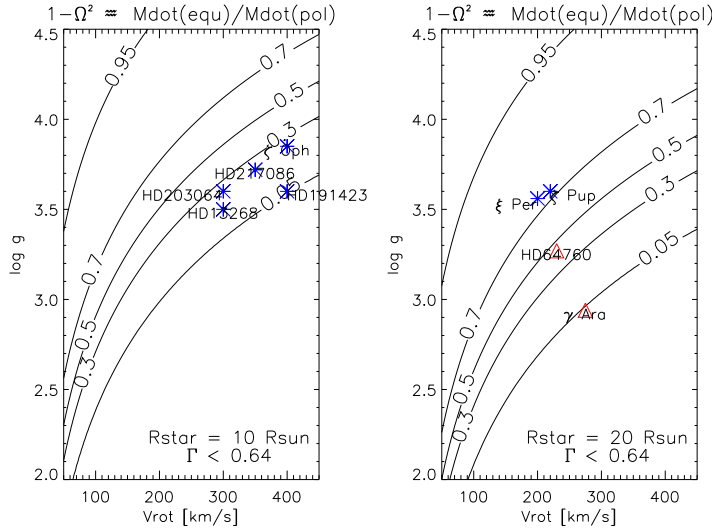 1−Ω² ≈ Mdot(equ)/Mdot(pol)
4.5
4.0
3.5
3.0
2.5
2.0
log g
0.95
0.7
0.5
0.3
0.05
0.7
0.5
0.3
ζ Oph
HD217086
HD203064
HD191423
HD15268
Rstar = 10 Rsun
Γ < 0.64
100
200
300
400
Vrot [km/s]
1−Ω² ≈ Mdot(equ)/Mdot(pol)
4.5
4.0
3.5
3.0
2.5
2.0
log g
0.95
0.7
0.5
0.3
0.05
0.7
0.5
0.3
ξ Per
ζ Pup
HD64760
γ Ara
Rstar = 20 Rsun
Γ < 0.64
100
200
300
400
Vrot [km/s]